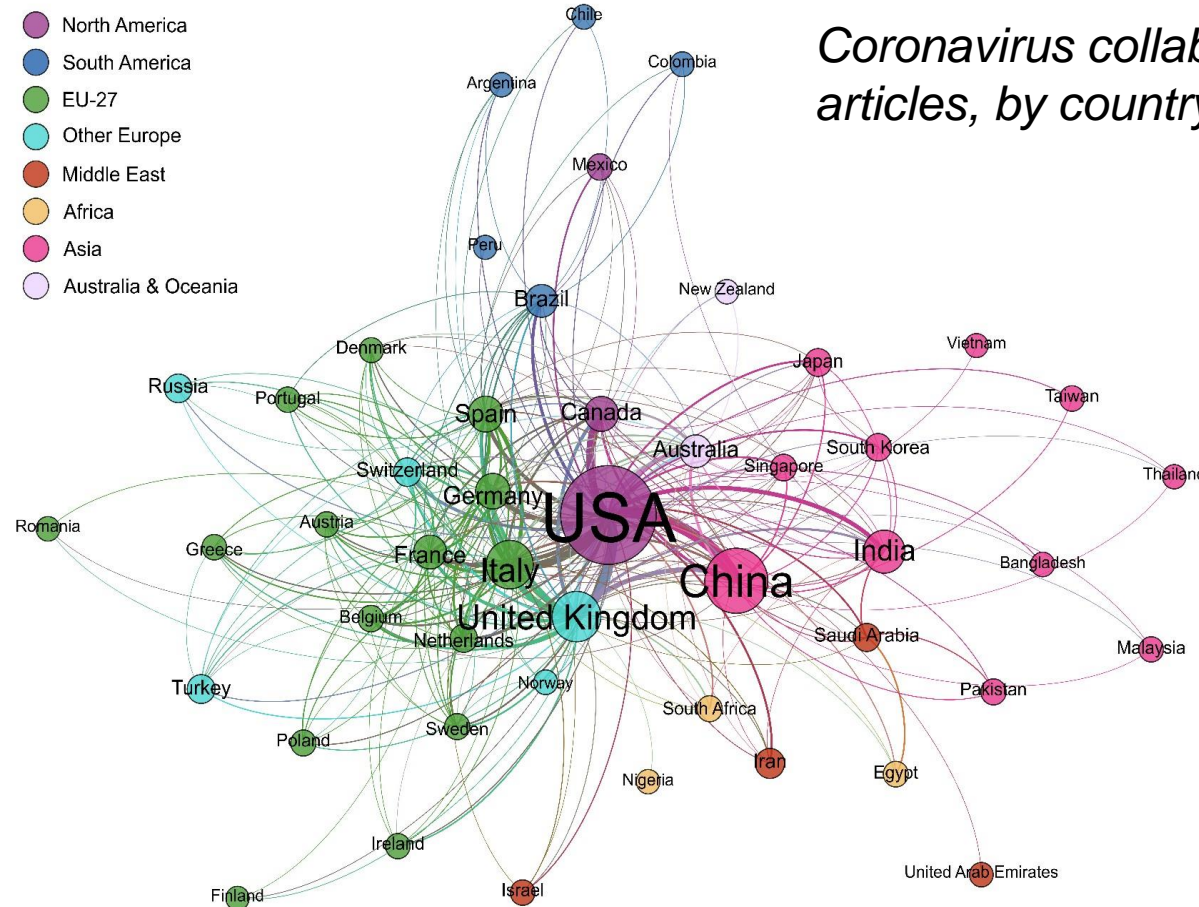 North America
South America
EU-27
Other Europe
Middle East
Africa
Asia
Australia & Oceania
Coronavirus collab
articles, by country
Chile
Colombia
Argentina
Mexico
Peru
Brazil
New Zealand
Denmark
Japan
Vietnam
Russia
Portugal
Taiwan
Spain
Canada
Australia
South Korea
Singapore
Switzerland
Thailand
Germany
USA
Romania
Austria
Greece
France
Italy
India
China
Bangladesh
Belgium
United Kingdom
Netherlands
Saudi Arabia
Malaysia
Turkey
Norway
Pakistan
South Africa
Sweden
Poland
Iran
Nigeria
Egypt
Ireland
United Arab Emirates
Israel
Finland